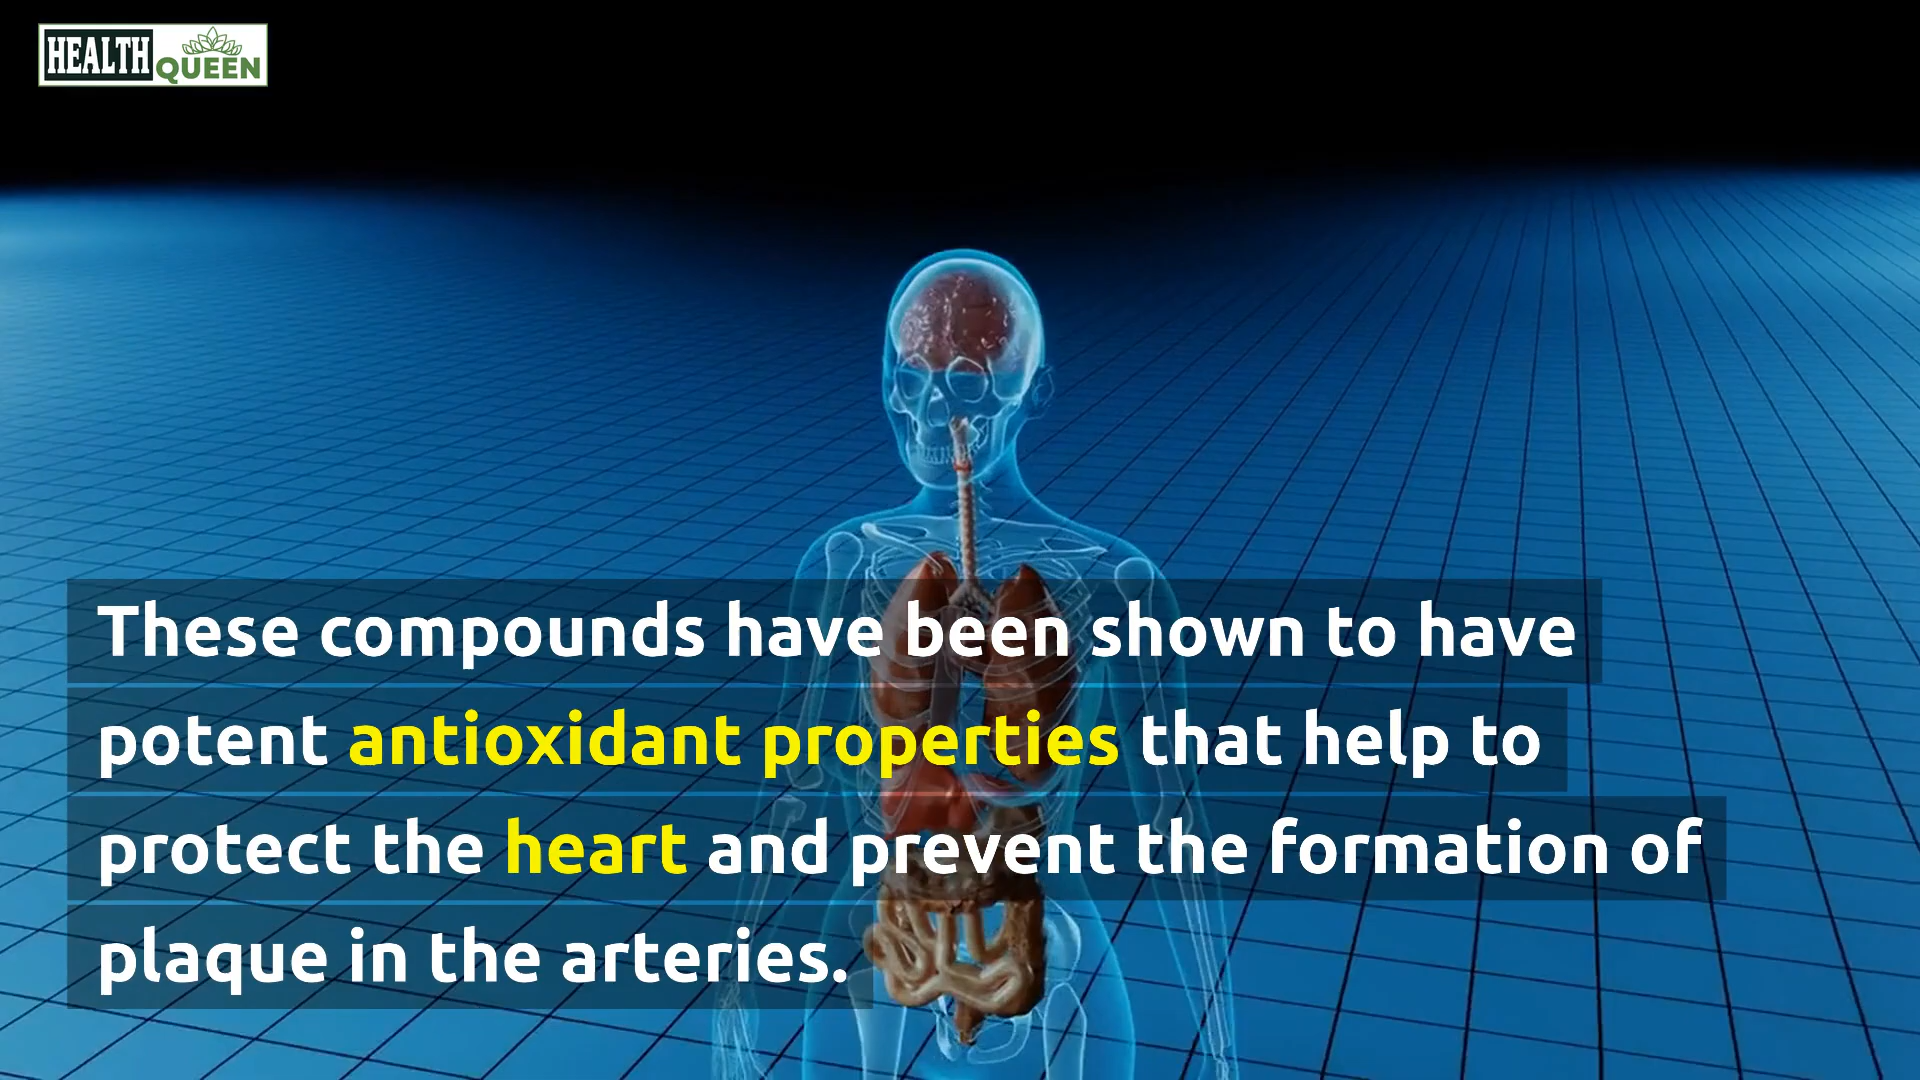 HEALTH
QUEEN
These compounds have been shown to have
potent antioxidant properties that help to
protect the heart and prevent the formation of
plaque in the arteries.